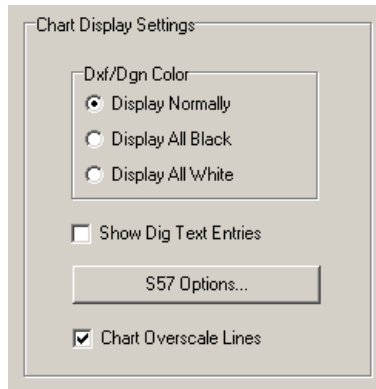 Chart Display Settings
Dxf/Dgn Color
Display Normally
Display All Black
Display All White
Show Dig Text Entries
S57 Options...
Chart Overscale Lines